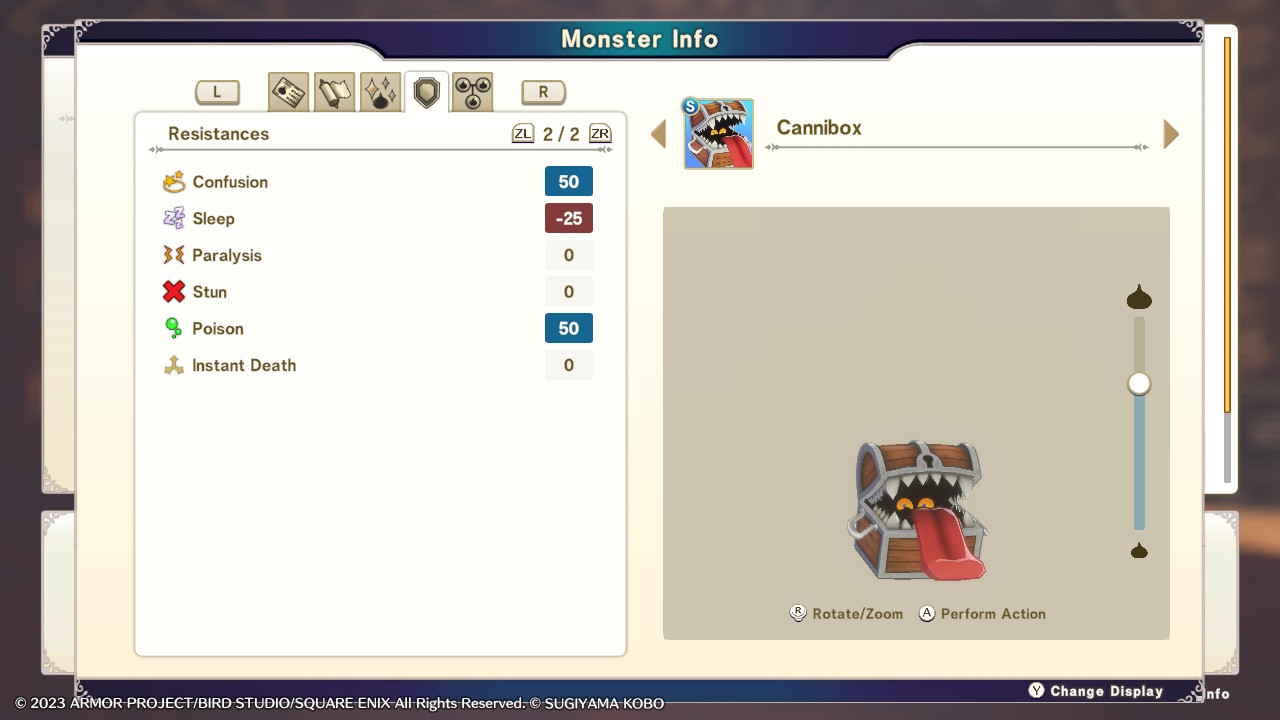 Monster Info
L
R
Resistances
ZL 2 / 2 ZR
Confusion 50
Sleep -25
Paralysis 0
Stun 0
Poison 50
Instant Death 0
S
Cannibox
R Rotate/Zoom A Perform Action
Y Change Display
nfo
© 2023 ARMOR PROJECT/BIRD STUDIO/SQUARE ENIX All Rights Reserved. © SUGIYAMA KOBO